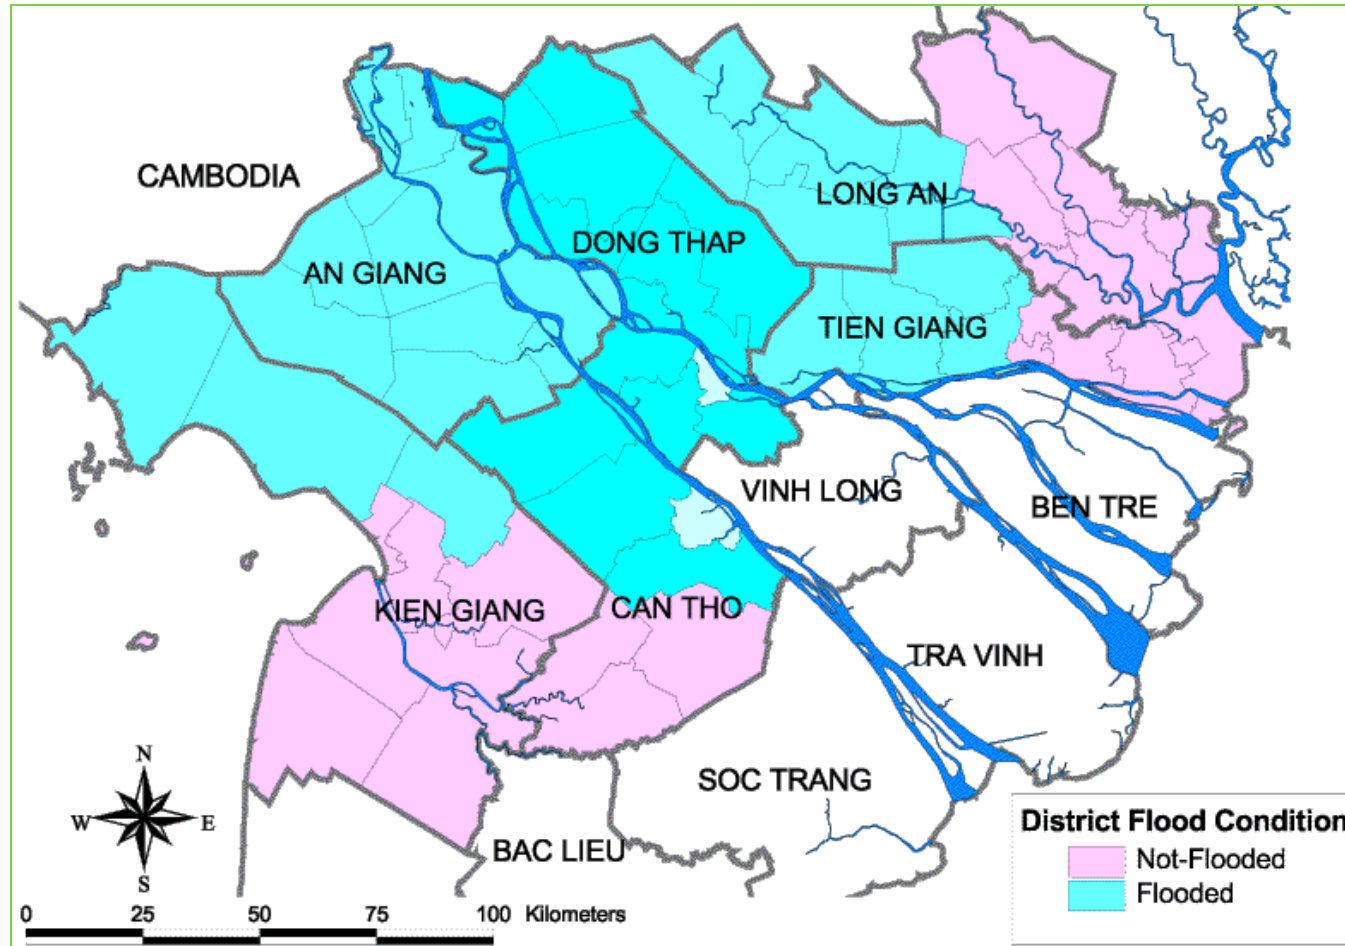 CAMBODIA
LONG AN
DONG THAP
AN GIANG
TIEN GIANG
VINH LONG
BEN TRE
KIEN GIANG
CAN THO
TRA VINH
SOC TRANG
BAC LIEU
N
W E
S
0 25 50 75 100 Kilometers
District Flood Condition
Not-Flooded
Flooded